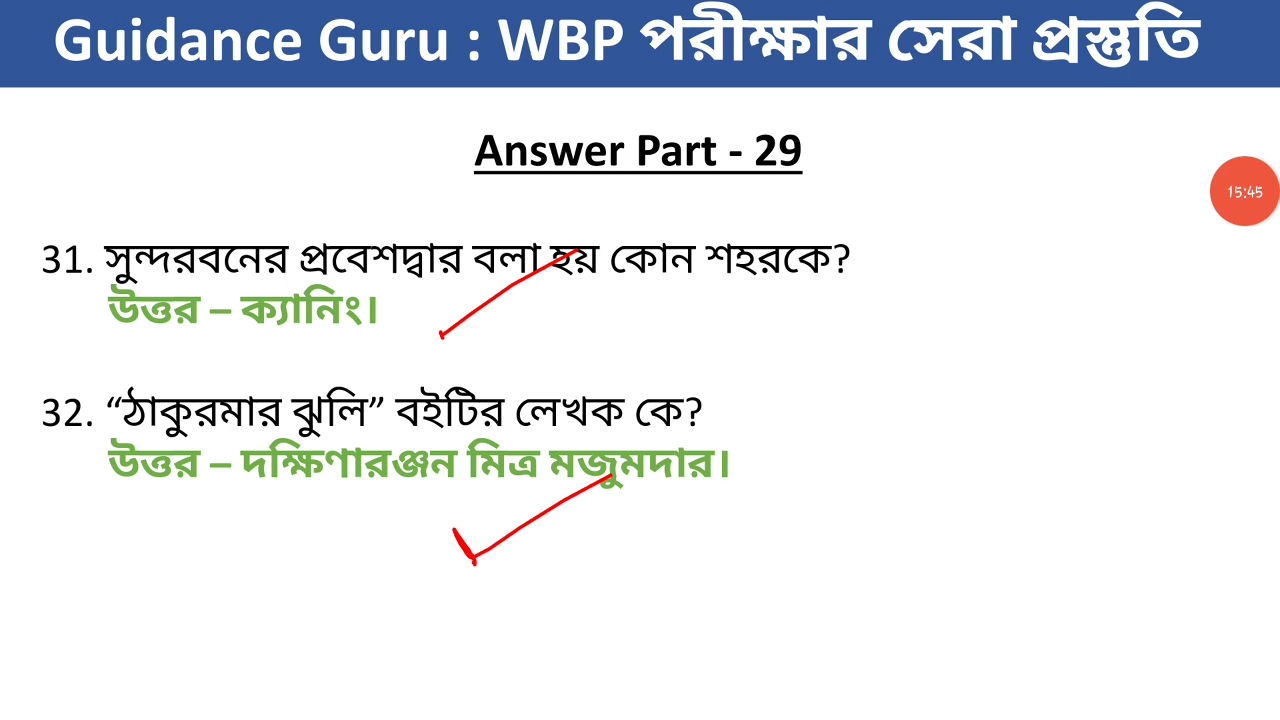 Guidance Guru : WBP পরীক্ষার সেরা প্রস্তুতি
Answer Part - 29
15:45
31. সুন্দরবনের প্রবেশদ্বার বলা হয় কোন শহরকে?
উত্তর – ক্যানিং।
32. “ঠাকুরমার ঝুলি” বইটির লেখক কে?
উত্তর – দক্ষিণারঞ্জন মিত্র মজুমদার।